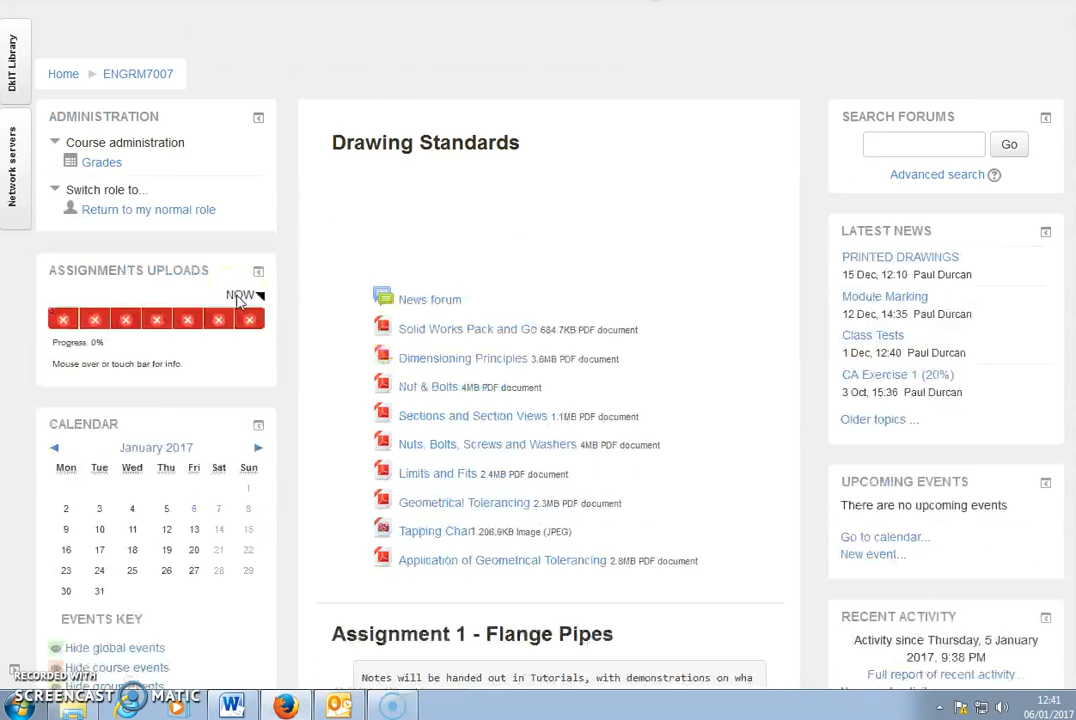 DkIT Library
Network servers
Home ENGRM7007
ADMINISTRATION
Course administration
Grades
Switch role to...
Return to my normal role
ASSIGNMENTS UPLOADS
NOW
Progress. 0%
Mouse over or touch bar for info.
CALENDAR
January 2017
Mon Tue Wed Thu Fri Sat Sun
1
2 3 4 5 6 7 8
9 10 11 12 13 14 15
16 17 18 19 20 21 22
23 24 25 26 27 28 29
30 31
EVENTS KEY
Hide global events
Hide course events
Drawing Standards
News forum
Solid Works Pack and Go 684.7KB PDF document
Dimensioning Principles 3.6MB PDF document
Nut & Bolts 4MB PDF document
Sections and Section Views 1.1MB PDF document
Nuts, Bolts, Screws and Washers 4MB PDF document
Limits and Fits 2.4MB PDF document
Geometrical Tolerancing 2.3MB PDF document
Tapping Chart 206.9KB Image (JPEG)
Application of Geometrical Tolerancing 2.8MB PDF document
Assignment 1 - Flange Pipes
Notes will be handed out in Tutorials, with demonstrations on wha
SEARCH FORUMS
Go
Advanced search
LATEST NEWS
PRINTED DRAWINGS
15 Dec, 12:10 Paul Durcan
Module Marking
12 Dec, 14:35 Paul Durcan
Class Tests
1 Dec, 12:40 Paul Durcan
CA Exercise 1 (20%)
3 Oct, 15:36 Paul Durcan
Older topics ...
UPCOMING EVENTS
There are no upcoming events
Go to calendar...
New event...
RECENT ACTIVITY
Activity since Thursday, 5 January
2017, 9:38 PM
Full report of recent activity...
RECORDED WITH
SCREENCAST MATIC
12:41
06/01/2017